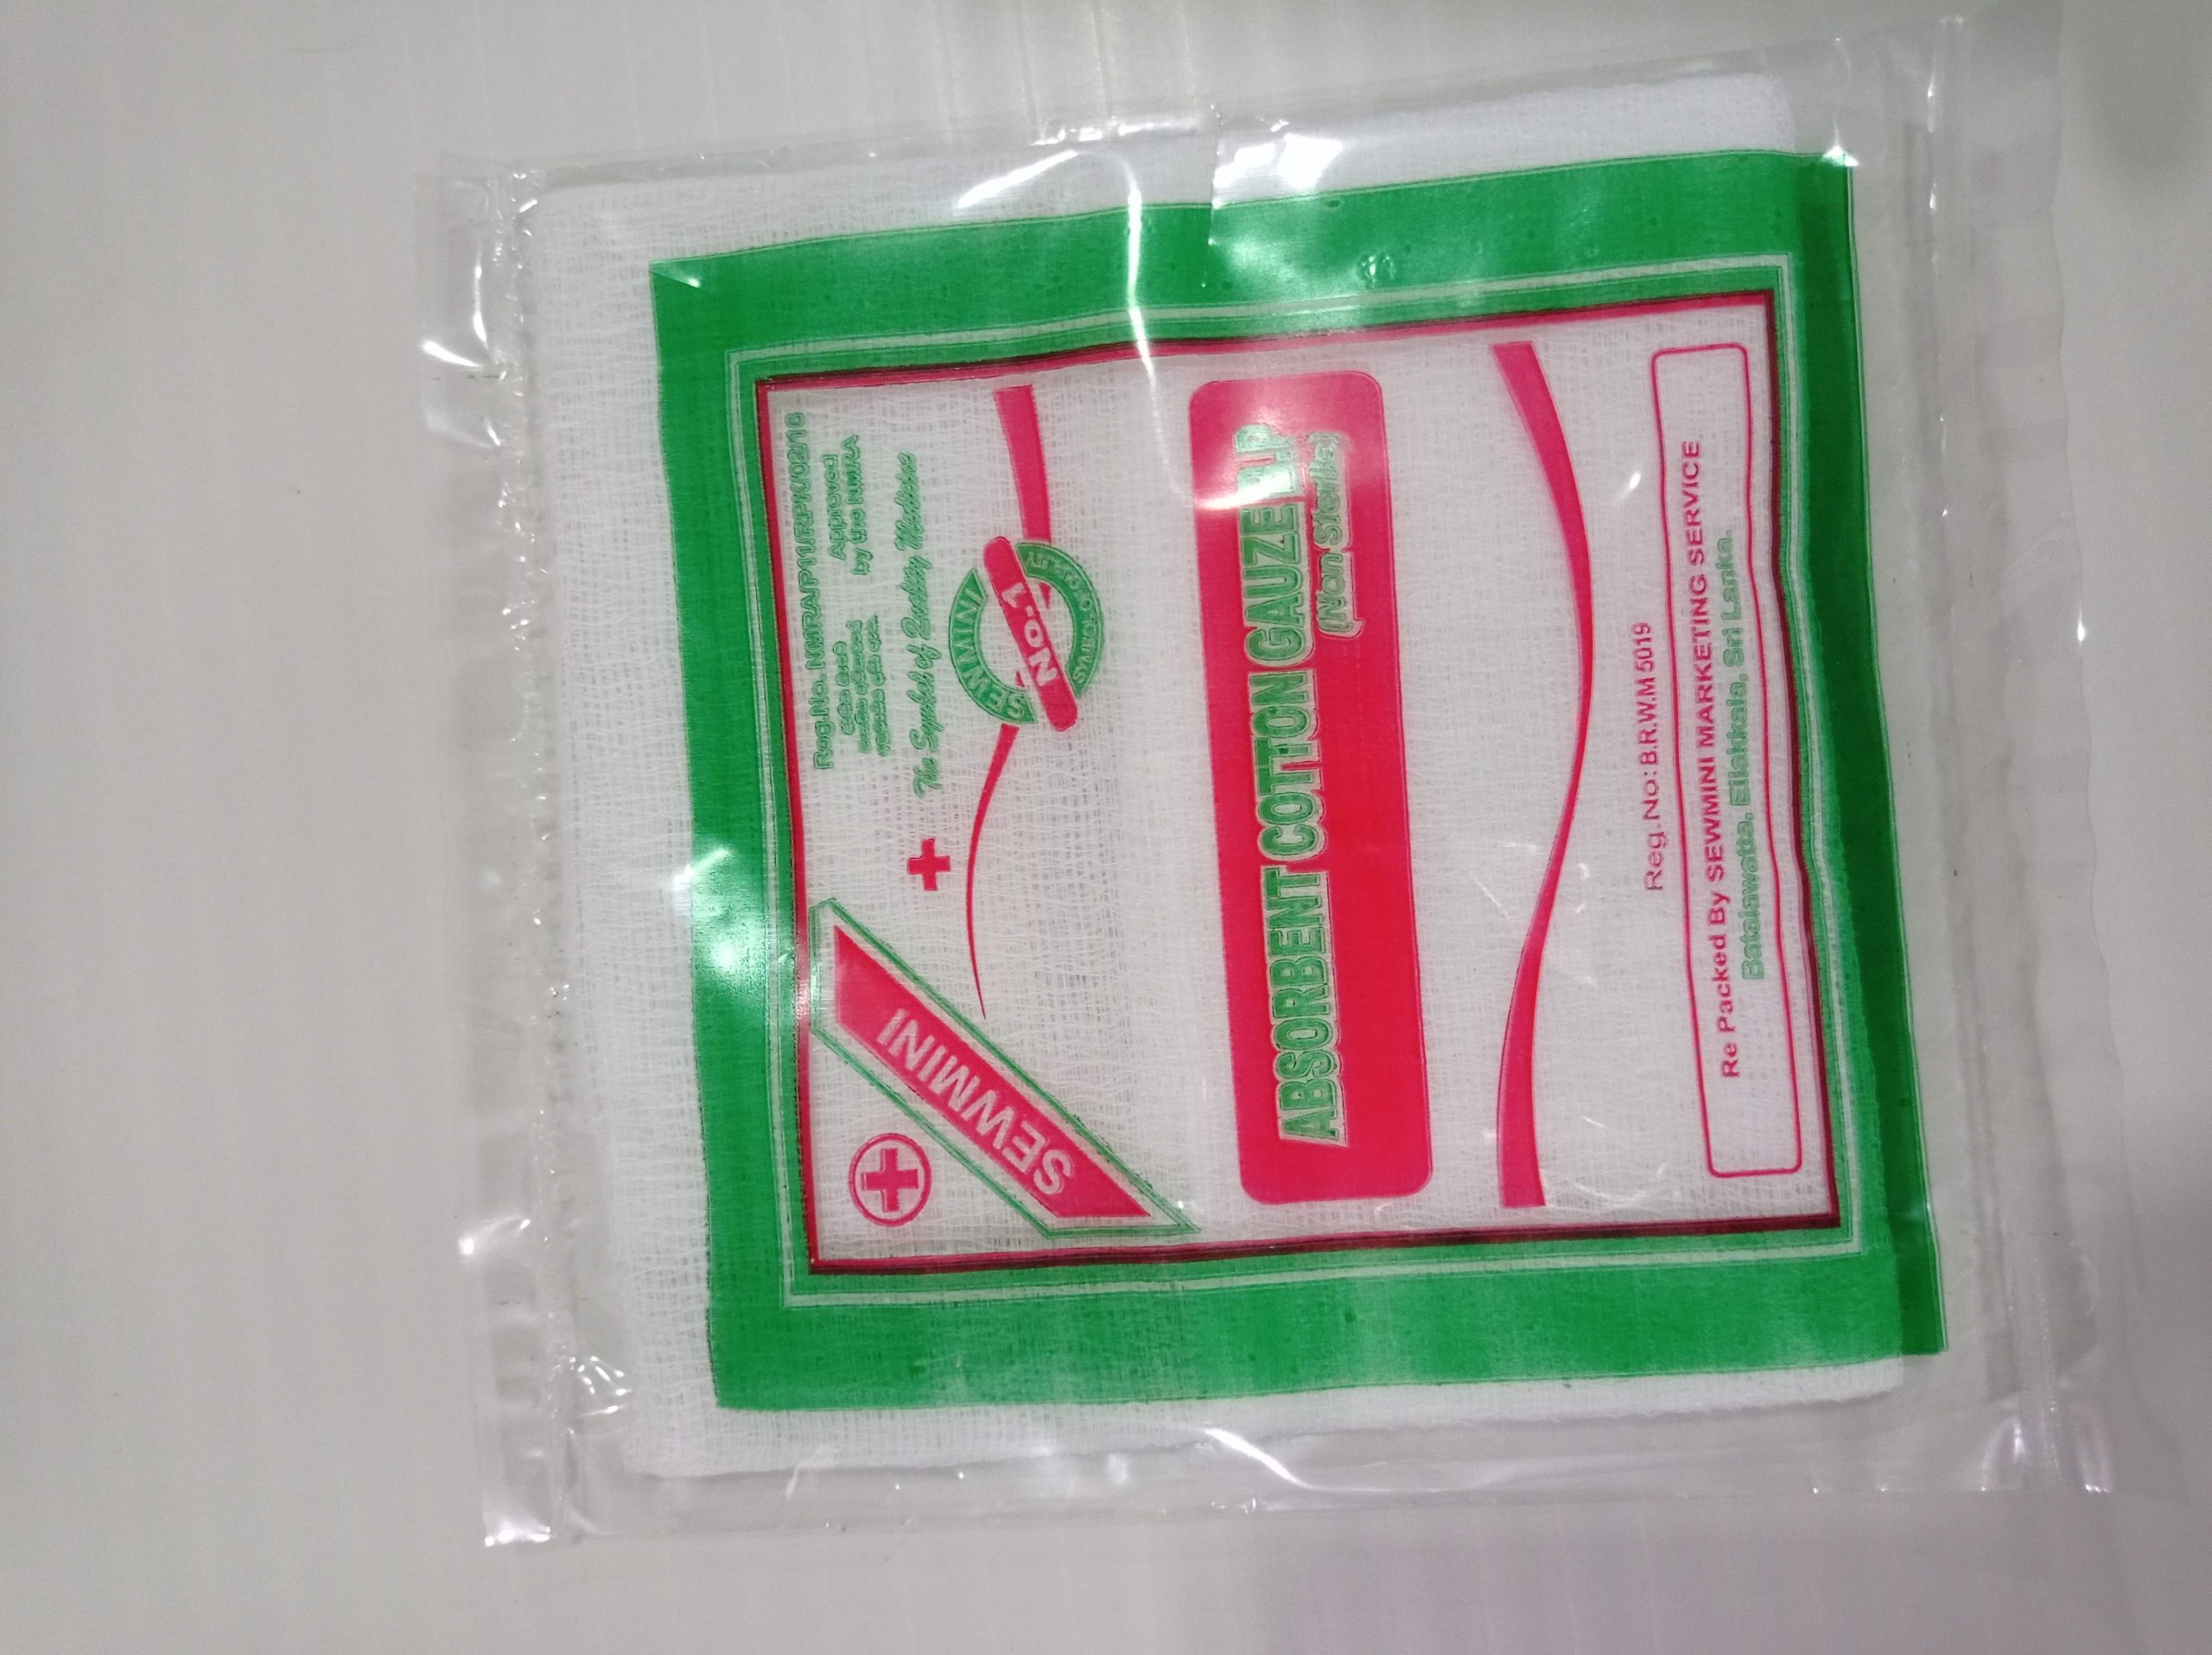 SEWMINI
Reg.No. NMRA/P11/RPK/02/16
Approved
by the NMRA
The Symbol of Quality Medicine
SEWMINI
No.1
ABSORBENT COTTON GAUZE B.P
(Non Sterile)
Reg. No: B.R.W.M 5019
Re Packed By SEWMINI MARKETING SERVICE
Batalawatta, Ellakkala, Sri Lanka.